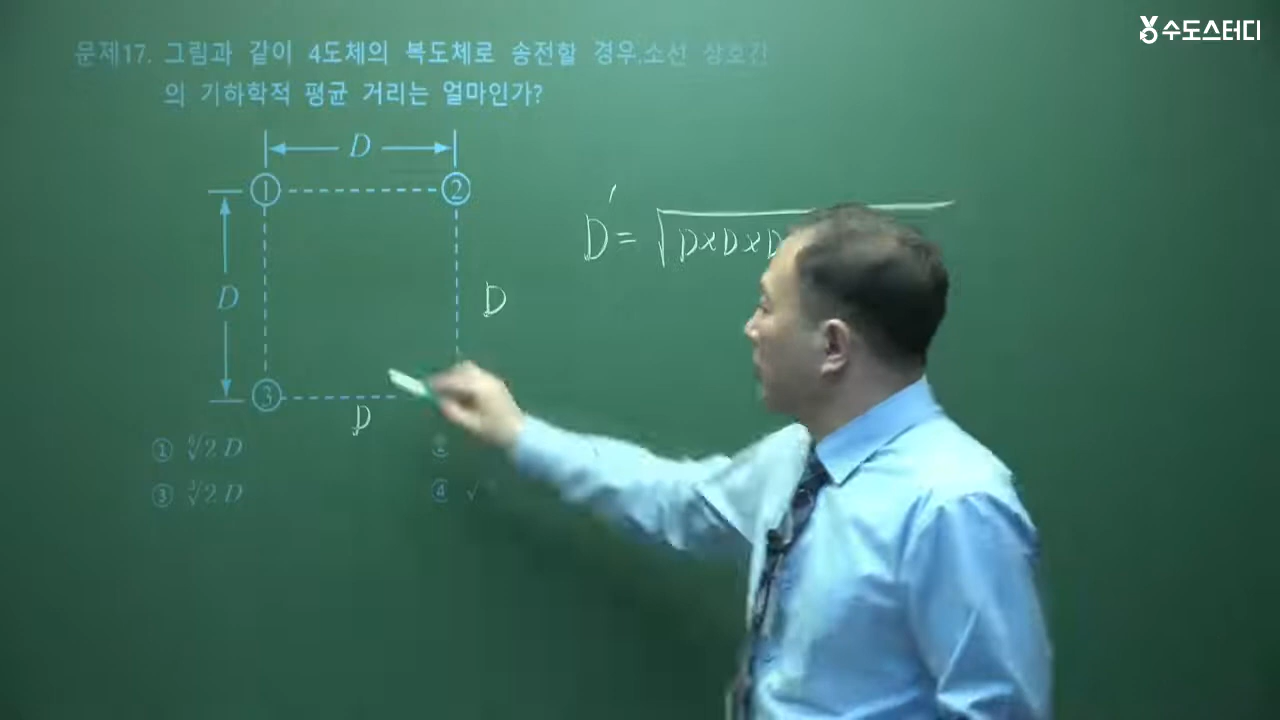 수도스터디
문제17. 그림과 같이 4도체의 복도체로 송전할 경우, 소선 상호간
의 기하학적 평균 거리는 얼마인가?
D
① ②
D′ = √D×D×D
D
D
③
D
① ⁶√2 D ②
③ ³√2 D ④ √